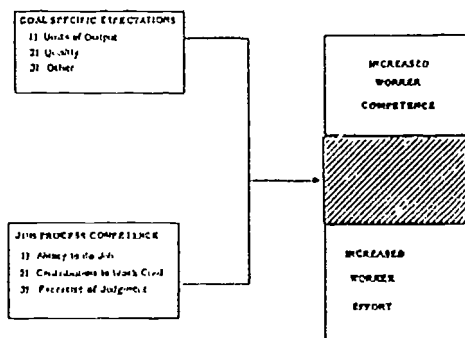 GOAL SPECIFIC EXPECTATIONS
1) Units of Output
2) Quality
3) Other
JOB PROCESS COMPETENCE
1) Ability to do Job
2) Contributions to Work Goal
3) Exercise of Judgment
INCREASED
WORKER
COMPETENCE
INCREASED
WORKER
EFFORT